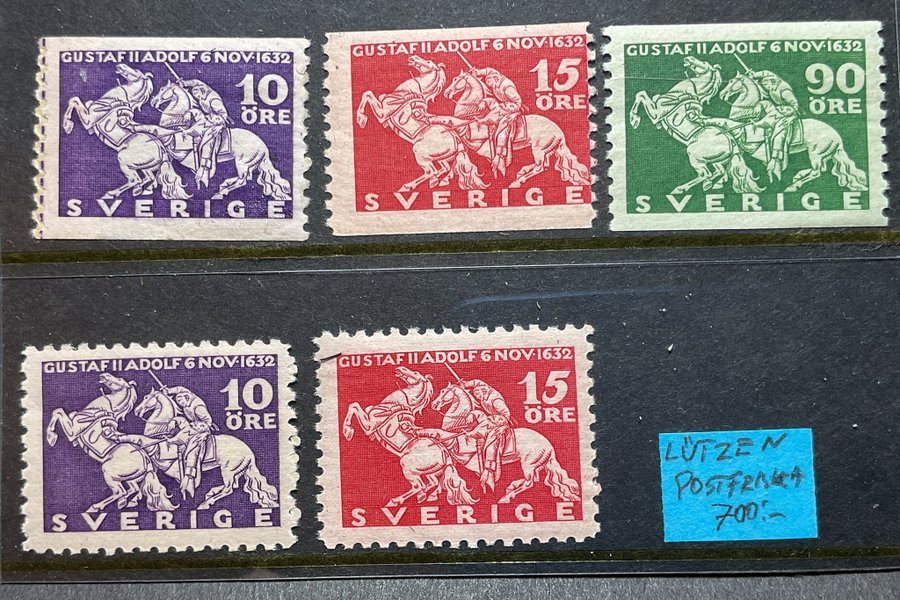 GUSTAF II ADOLF 6 NOV·1632
10
ÖRE
SVERIGE
GUSTAF II ADOLF 6 NOV·1632
15
ÖRE
SVERIGE
GUSTAF II ADOLF 6 NOV·1632
90
ÖRE
SVERIGE
GUSTAF II ADOLF 6 NOV·1632
10
ÖRE
SVERIGE
GUSTAF II ADOLF 6 NOV·1632
15
ÖRE
SVERIGE
LÜTZEN
POSTFRISKA
700:-